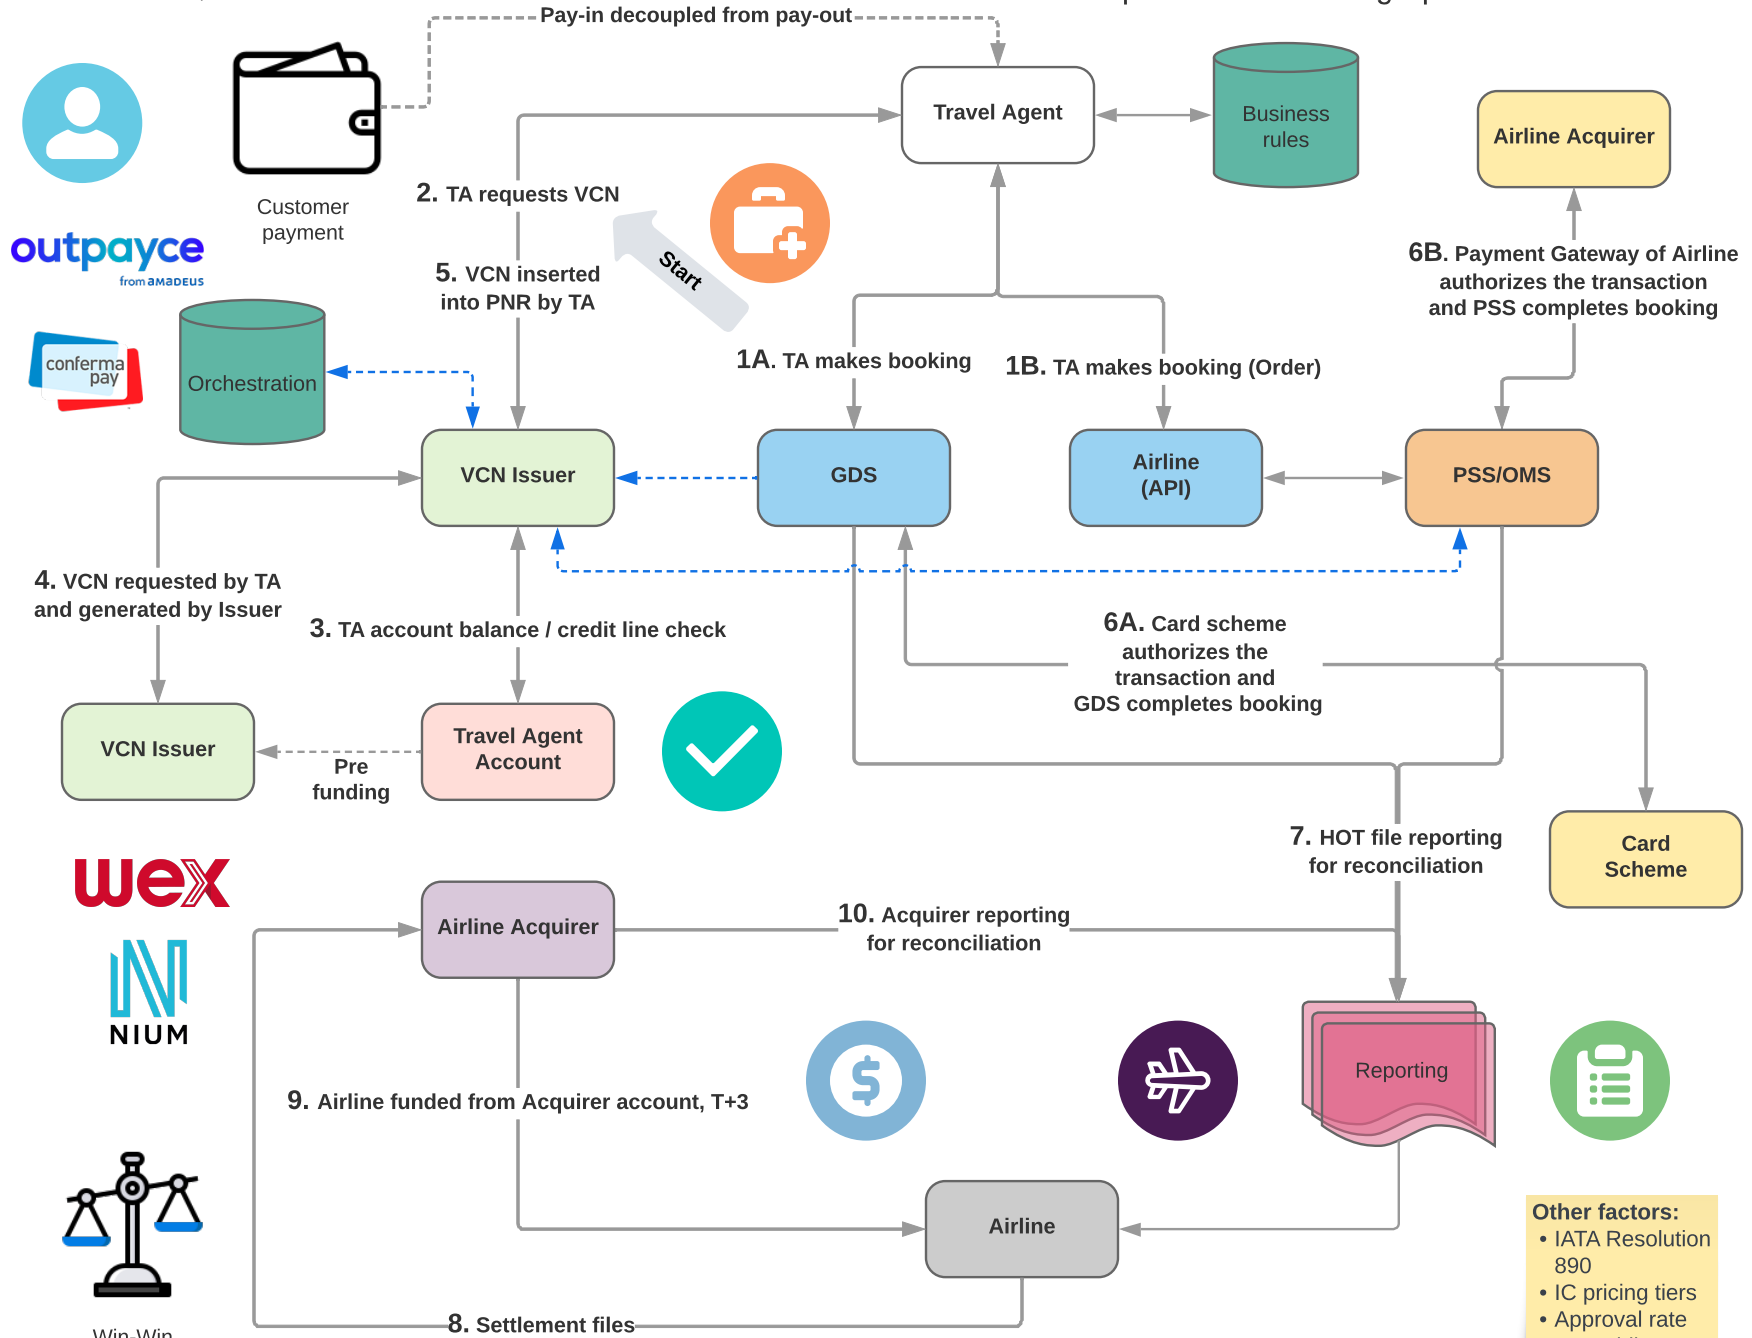 Pay-in decoupled from pay-out
Travel Agent
Business
rules
Airline Acquirer
Customer
payment
2. TA requests VCN
outpayce
from AMADEUS
5. VCN inserted
into PNR by TA
Start
6B. Payment Gateway of Airline
authorizes the transaction
and PSS completes booking
conferma
pay
Orchestration
1A. TA makes booking
1B. TA makes booking (Order)
VCN Issuer
GDS
Airline
(API)
PSS/OMS
4. VCN requested by TA
and generated by Issuer
3. TA account balance / credit line check
6A. Card scheme
authorizes the
transaction and
GDS completes booking
VCN Issuer
Pre
funding
Travel Agent
Account
7. HOT file reporting
for reconciliation
Card
Scheme
wex
Airline Acquirer
10. Acquirer reporting
for reconciliation
NIUM
Reporting
9. Airline funded from Acquirer account, T+3
Airline
Other factors:
• IATA Resolution
890
• IC pricing tiers
• Approval rate
8. Settlement files
Win-Win